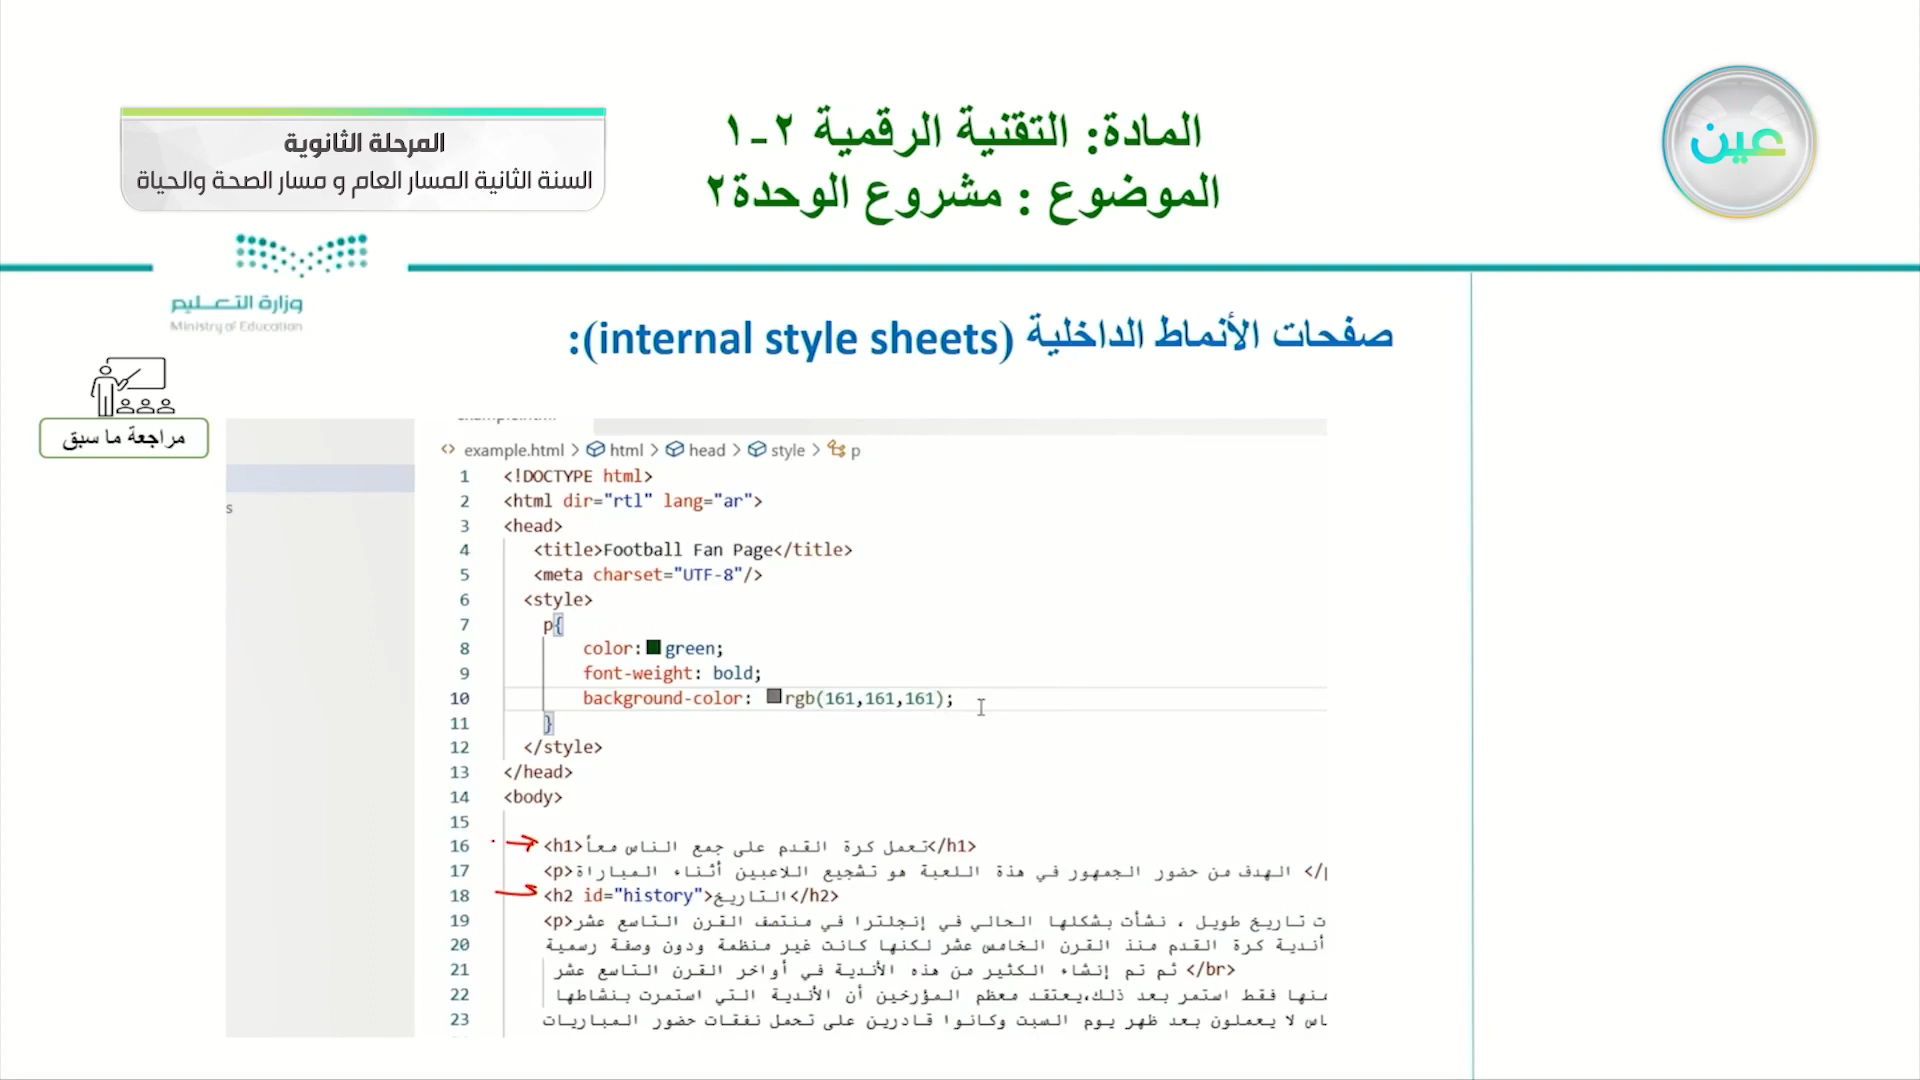 المادة: التقنية الرقمية ٢-١
الموضوع : مشروع الوحدة٢
عين
المرحلة الثانوية
السنة الثانية المسار العام و مسار الصحة والحياة
وزارة التعـــليم
Ministry of Education
صفحات الأنماط الداخلية (internal style sheets):
مراجعة ما سبق
s
example.html > html > head > style > p
1 <!DOCTYPE html>
2 <html dir="rtl" lang="ar">
3 <head>
4 <title>Football Fan Page</title>
5 <meta charset="UTF-8"/>
6 <style>
7 p{
8 color: green;
9 font-weight: bold;
10 background-color: rgb(161,161,161);
11 }
12 </style>
13 </head>
14 <body>
15
16 <h1>تعمل كرة القدم على جمع الناس معأ</h1>
17 <p>الهدف من حضور الجمهور في هذة اللعبة هو تشجيع اللاعبين أثناء المباراة </
18 <h2 id="history">التاريخ</h2>
19 <p>ت تاريخ طويل ، نشأت بشكلها الحالي في إنجلترا في منتصف القرن التاسع عشر
20 أندية كرة القدم منذ القرن الخامس عشر لكنها كانت غير منظمة ودون وصفة رسمية
21 ثم تم إنشاء الكثير من هذه الأندية في أواخر القرن التاسع عشر </br>
22 منها فقط استمر بعد ذلك،يعتقد معظم المؤرخين أن الأندية التي استمرت بنشاطها
23 اس لا يعملون بعد ظهر يوم السبت وكانوا قادرين على تحمل نفقات حضور المباريات